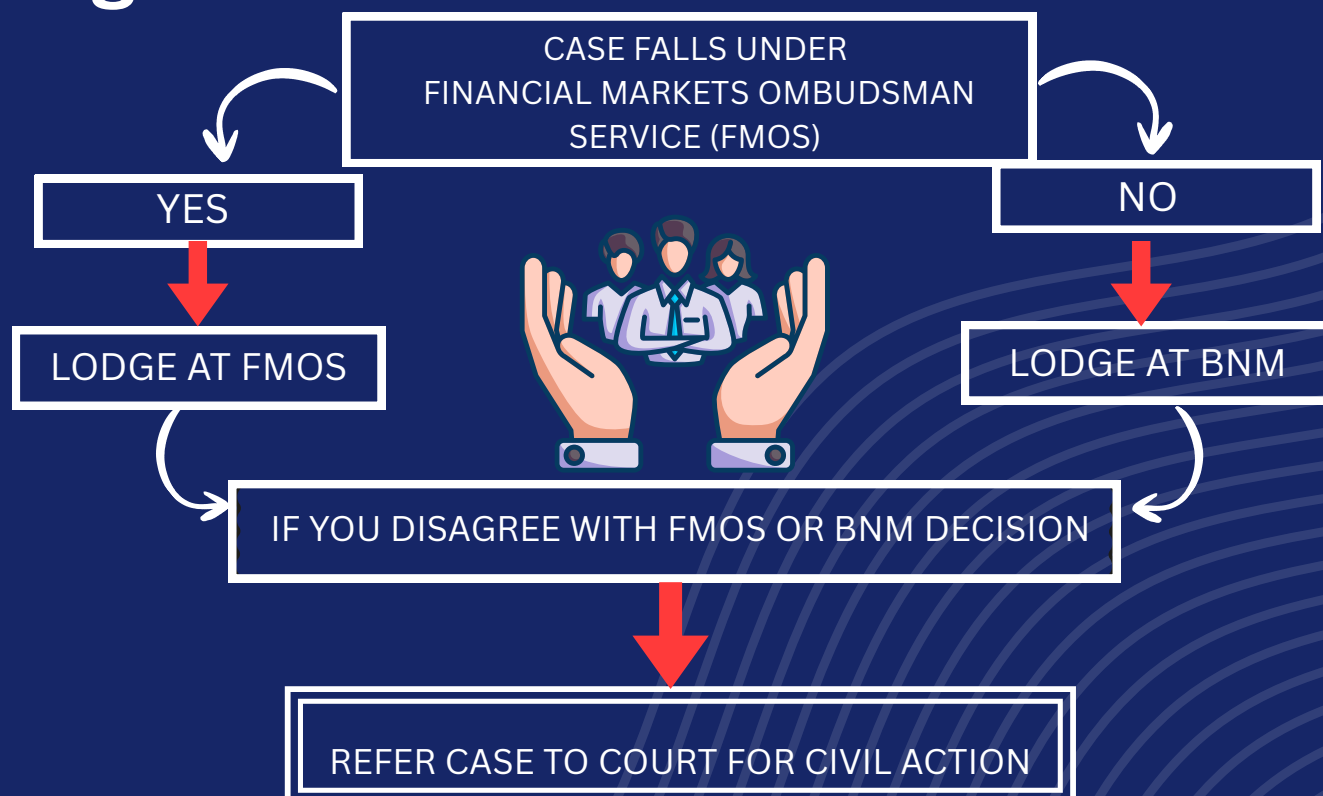 CASE FALLS UNDER
FINANCIAL MARKETS OMBUDSMAN
SERVICE (FMOS)
YES
NO
LODGE AT FMOS
LODGE AT BNM
IF YOU DISAGREE WITH FMOS OR BNM DECISION
REFER CASE TO COURT FOR CIVIL ACTION